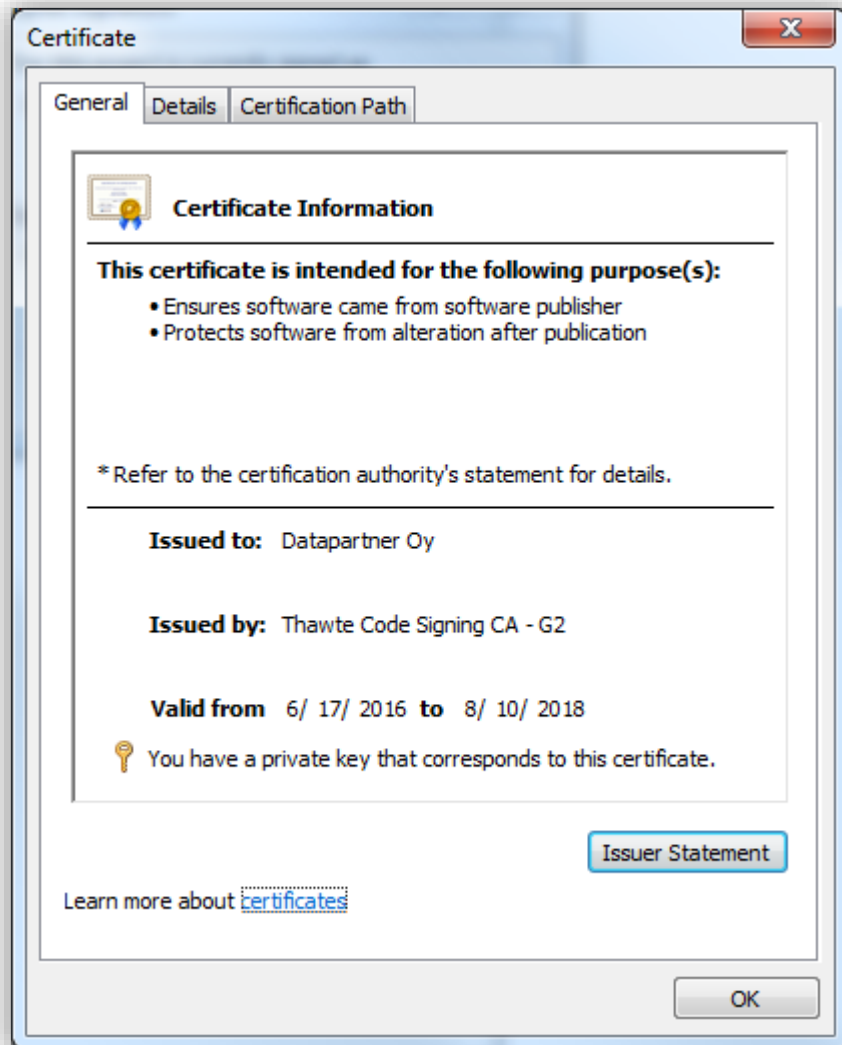 Certificate
General Details Certification Path
Certificate Information
This certificate is intended for the following purpose(s):
• Ensures software came from software publisher
• Protects software from alteration after publication
* Refer to the certification authority's statement for details.
Issued to: Datapartner Oy
Issued by: Thawte Code Signing CA - G2
Valid from 6/ 17/ 2016 to 8/ 10/ 2018
You have a private key that corresponds to this certificate.
Issuer Statement
Learn more about certificates
OK